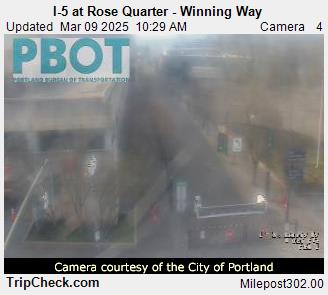 I-5 at Rose Quarter - Winning Way
Updated Mar 09 2025 10:29 AM Camera 4
PBOT
PORTLAND BUREAU OF TRANSPORTATION
Camera courtesy of the City of Portland
TripCheck.com Milepost302.00